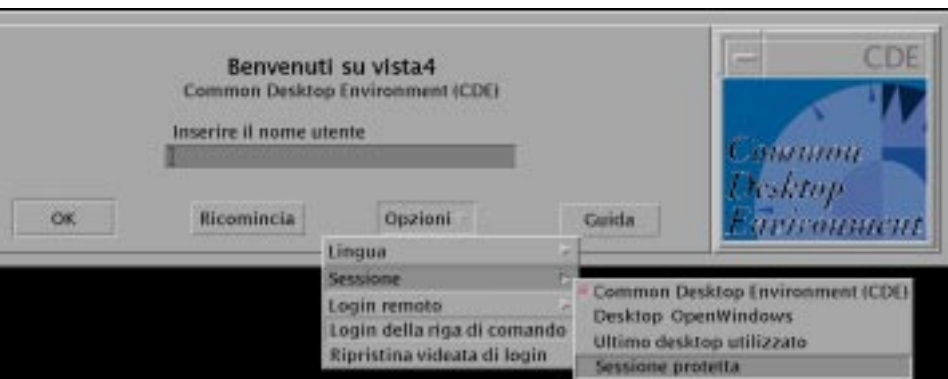 Benvenuti su vista4
Common Desktop Environment (CDE)
Inserire il nome utente
OK
Ricomincia
Opzioni
Guida
CDE
Common
Desktop
Environment
Lingua
Sessione
Login remoto
Login della riga di comando
Ripristina videata di login
Common Desktop Environment (CDE)
Desktop OpenWindows
Ultimo desktop utilizzato
Sessione protetta